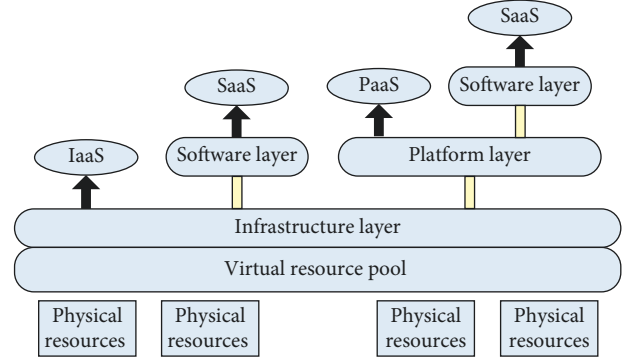 SaaS
SaaS
PaaS
Software layer
IaaS
Software layer
Platform layer
Infrastructure layer
Virtual resource pool
Physical
resources
Physical
resources
Physical
resources
Physical
resources